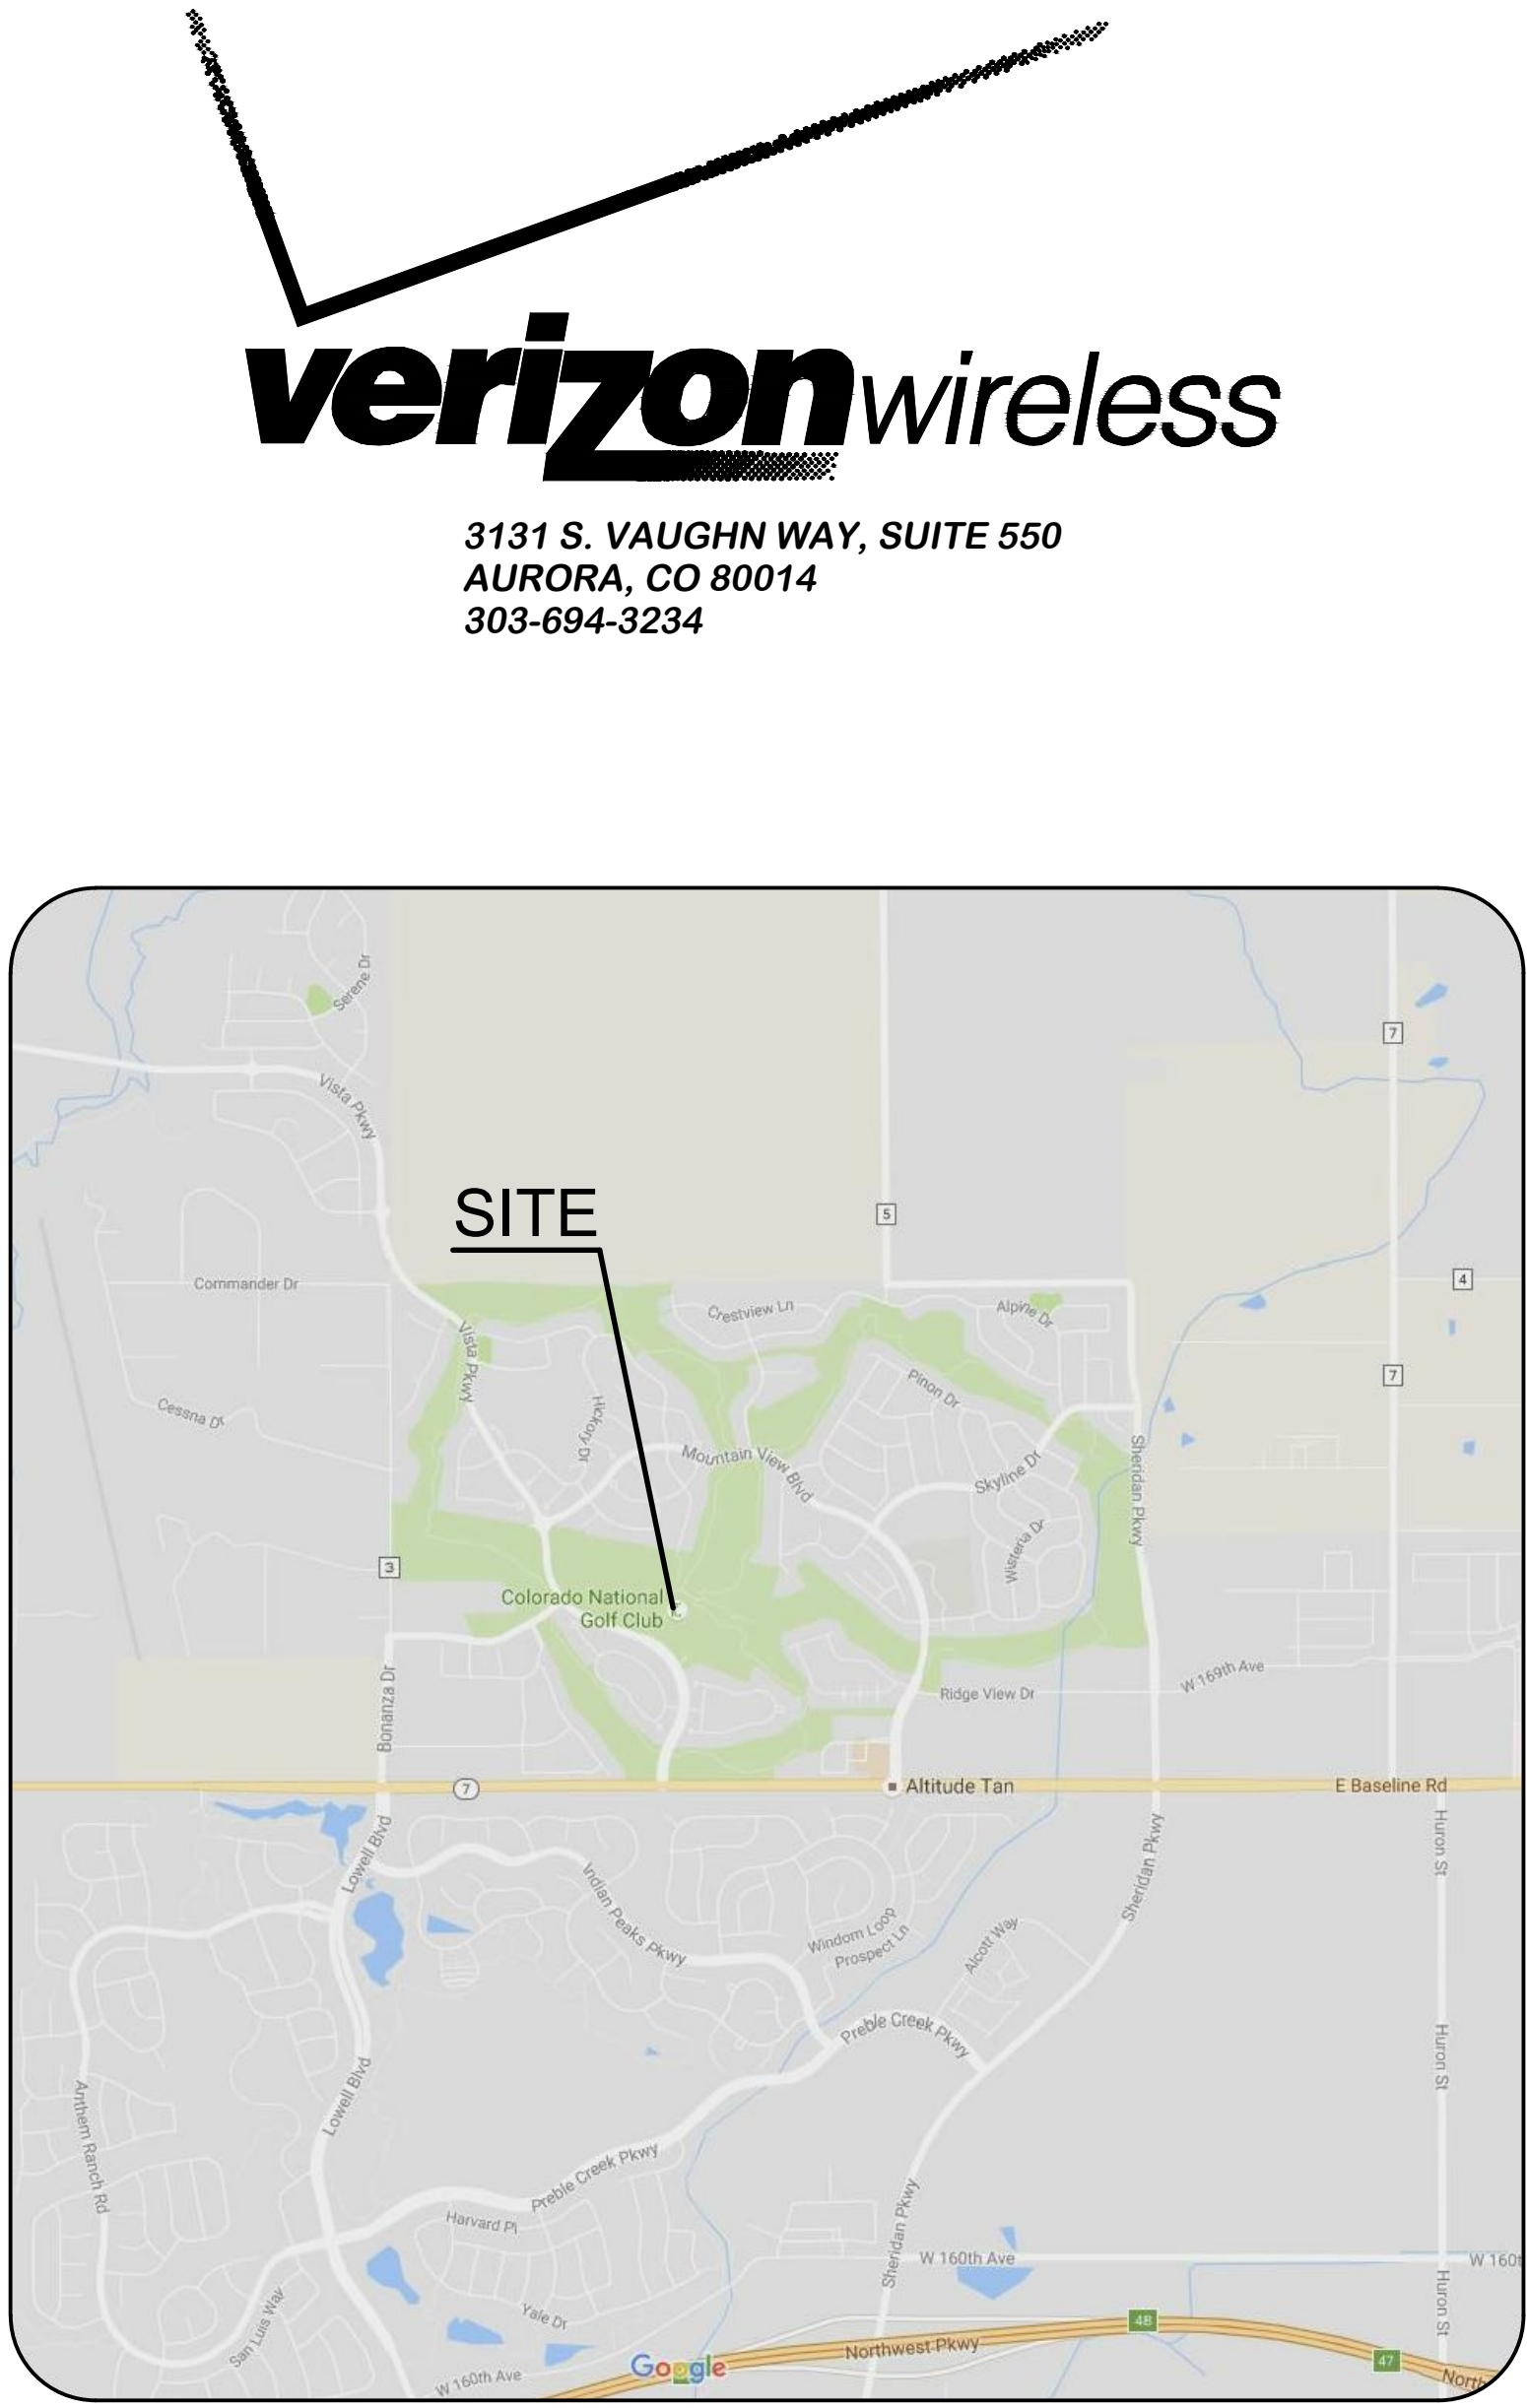 verizonwireless
3131 S. VAUGHN WAY, SUITE 550
AURORA, CO 80014
303-694-3234
Serene Dr
7
Vista Pkwy
SITE
5
4
Commander Dr
Crestview Ln
Alpine Dr
Vista Pkwy
7
Pinon Dr
Cessna Dr
Hickory Dr
Mountain View Blvd
Skyline Dr
Sheridan Pkwy
Wisteria Dr
3
Colorado National
Golf Club
W 169th Ave
Bonanza Dr
Ridge View Dr
7
Altitude Tan
E Baseline Rd
Lowell Blvd
Huron St
Sheridan Pkwy
Indian Peaks Pkwy
Windom Loop
Prospect Ln
Alcott Way
Preble Creek Pkwy
Huron St
Lowell Blvd
Anthem Ranch Rd
Preble Creek Pkwy
Harvard Pl
Sheridan Pkwy
W 160th Ave
W 160t
Huron St
San Luis Way
Yale Dr
48
Northwest Pkwy
47
Google
W 160th Ave
North